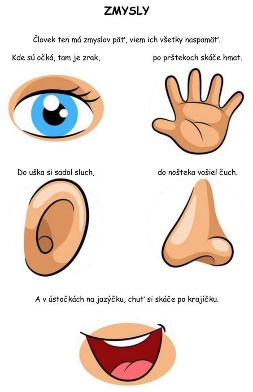 ZMYSLY
Človek ten má zmyslov päť, viem ich všetky naspamäť.
Kde sú očká, tam je zrak,
po prštekoch skáče hmat,
Do uška si sadol sluch,
do nošteka vošiel čuch.
A v ústočkách na jazýčku, chuť si skáče po krajíčku.